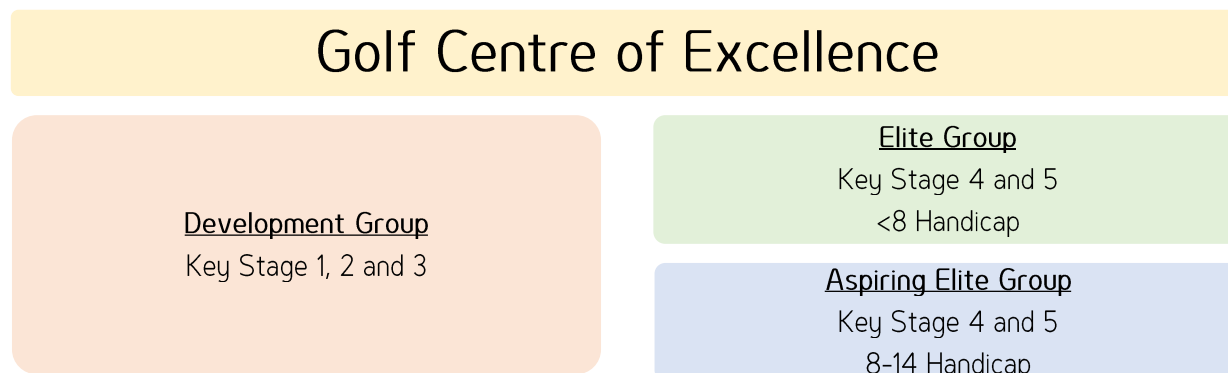 Golf Centre of Excellence
Development Group
Key Stage 1, 2 and 3
Elite Group
Key Stage 4 and 5
<8 Handicap
Aspiring Elite Group
Key Stage 4 and 5
8-14 Handicap